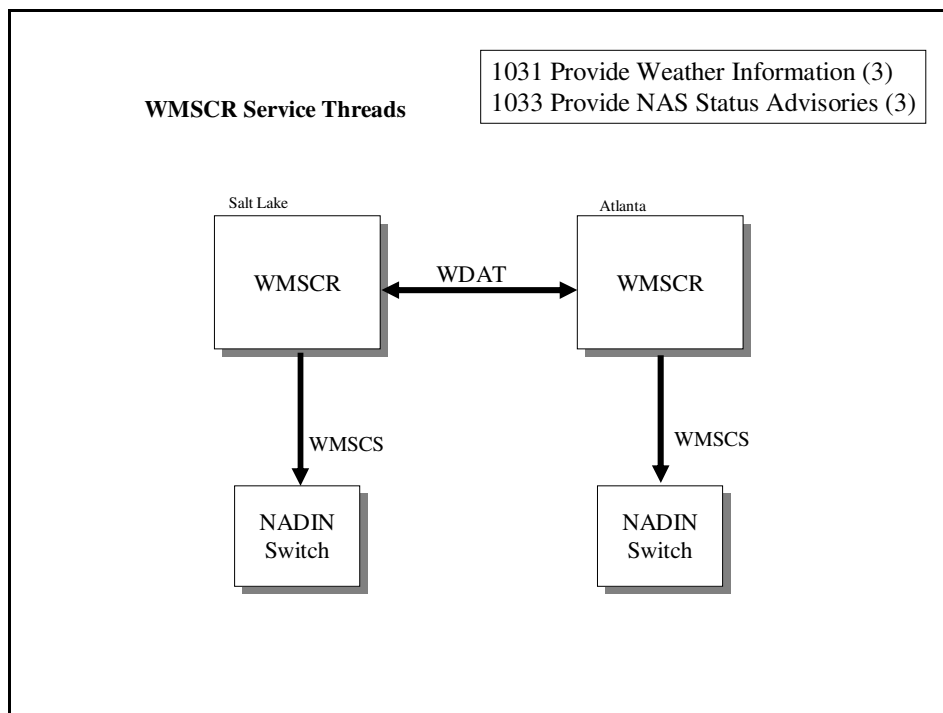 1031 Provide Weather Information (3)
1033 Provide NAS Status Advisories (3)
WMSCR Service Threads
Salt Lake
WMSCR
WDAT
Atlanta
WMSCR
WMSCS
WMSCS
NADIN
Switch
NADIN
Switch